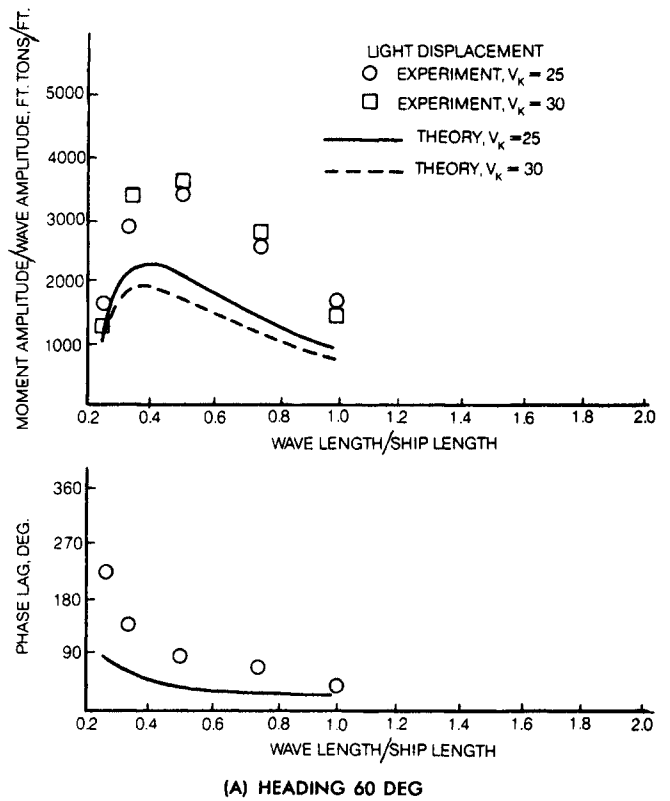 MOMENT AMPLITUDE/WAVE AMPLITUDE, FT. TONS/FT.
LIGHT DISPLACEMENT
EXPERIMENT, VK = 25
EXPERIMENT, VK = 30
THEORY, VK = 25
THEORY, VK = 30
5000
4000
3000
2000
1000
0.2 0.4 0.6 0.8 1.0 1.2 1.4 1.6 1.8 2.0
WAVE LENGTH/SHIP LENGTH
PHASE LAG, DEG.
360
270
180
90
0.2 0.4 0.6 0.8 1.0 1.2 1.4 1.6 1.8 2.0
WAVE LENGTH/SHIP LENGTH
(A) HEADING 60 DEG